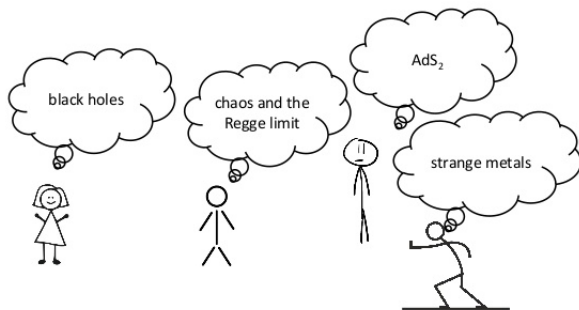 black holes
chaos and the
Regge limit
AdS₂
strange metals